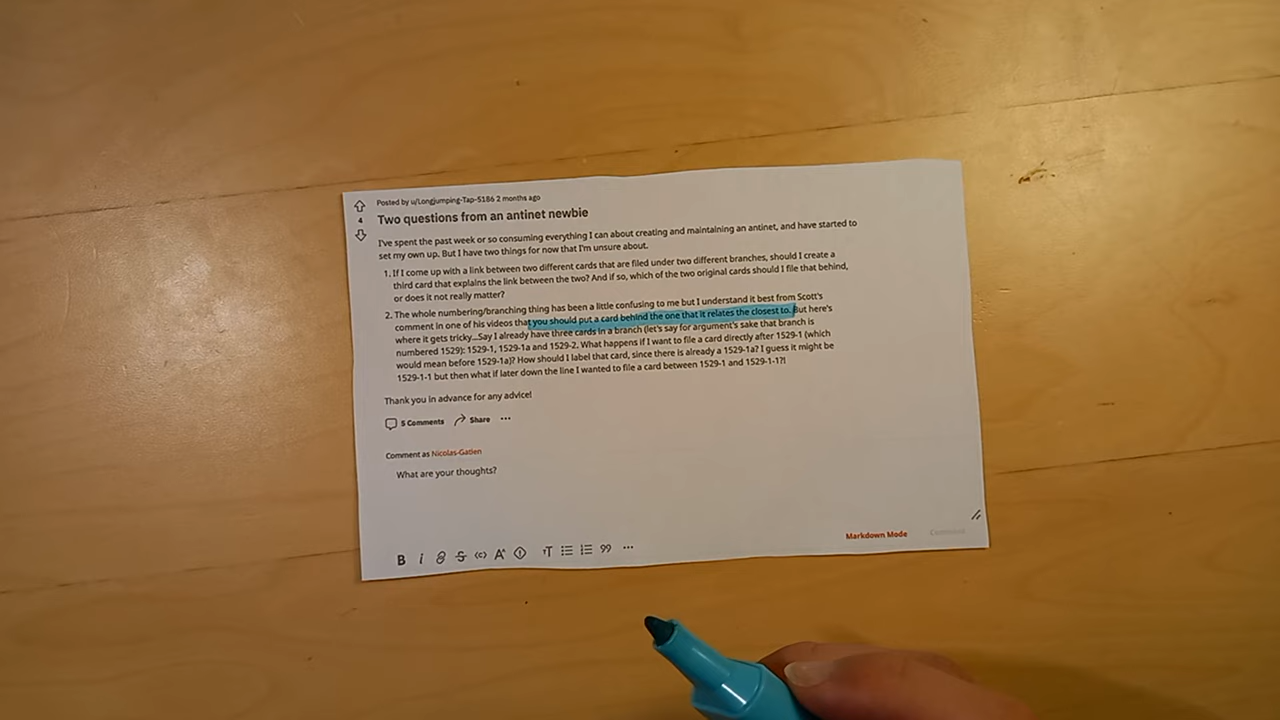 Posted by u/Longjumping-Tap-5186 2 months ago
4
Two questions from an antinet newbie
I've spent the past week or so consuming everything I can about creating and maintaining an antinet, and have started to
set my own up. But I have two things for now that I'm unsure about.
1. If I come up with a link between two different cards that are filed under two different branches, should I create a
third card that explains the link between the two? And if so, which of the two original cards should I file that behind,
or does it not really matter?
2. The whole numbering/branching thing has been a little confusing to me but I understand it best from Scott's
comment in one of his videos that you should put a card behind the one that it relates the closest to. But here's
where it gets tricky...Say I already have three cards in a branch (let's say for argument's sake that branch is
numbered 1529): 1529-1, 1529-1a and 1529-2. What happens if I want to file a card directly after 1529-1 (which
would mean before 1529-1a)? How should I label that card, since there is already a 1529-1a? I guess it might be
1529-1-1 but then what if later down the line I wanted to file a card between 1529-1 and 1529-1-1?!
Thank you in advance for any advice!
5 Comments Share ...
Comment as Nicolas-Gatien
What are your thoughts?
Markdown Mode Comment
B i S <c> A T 99 ...